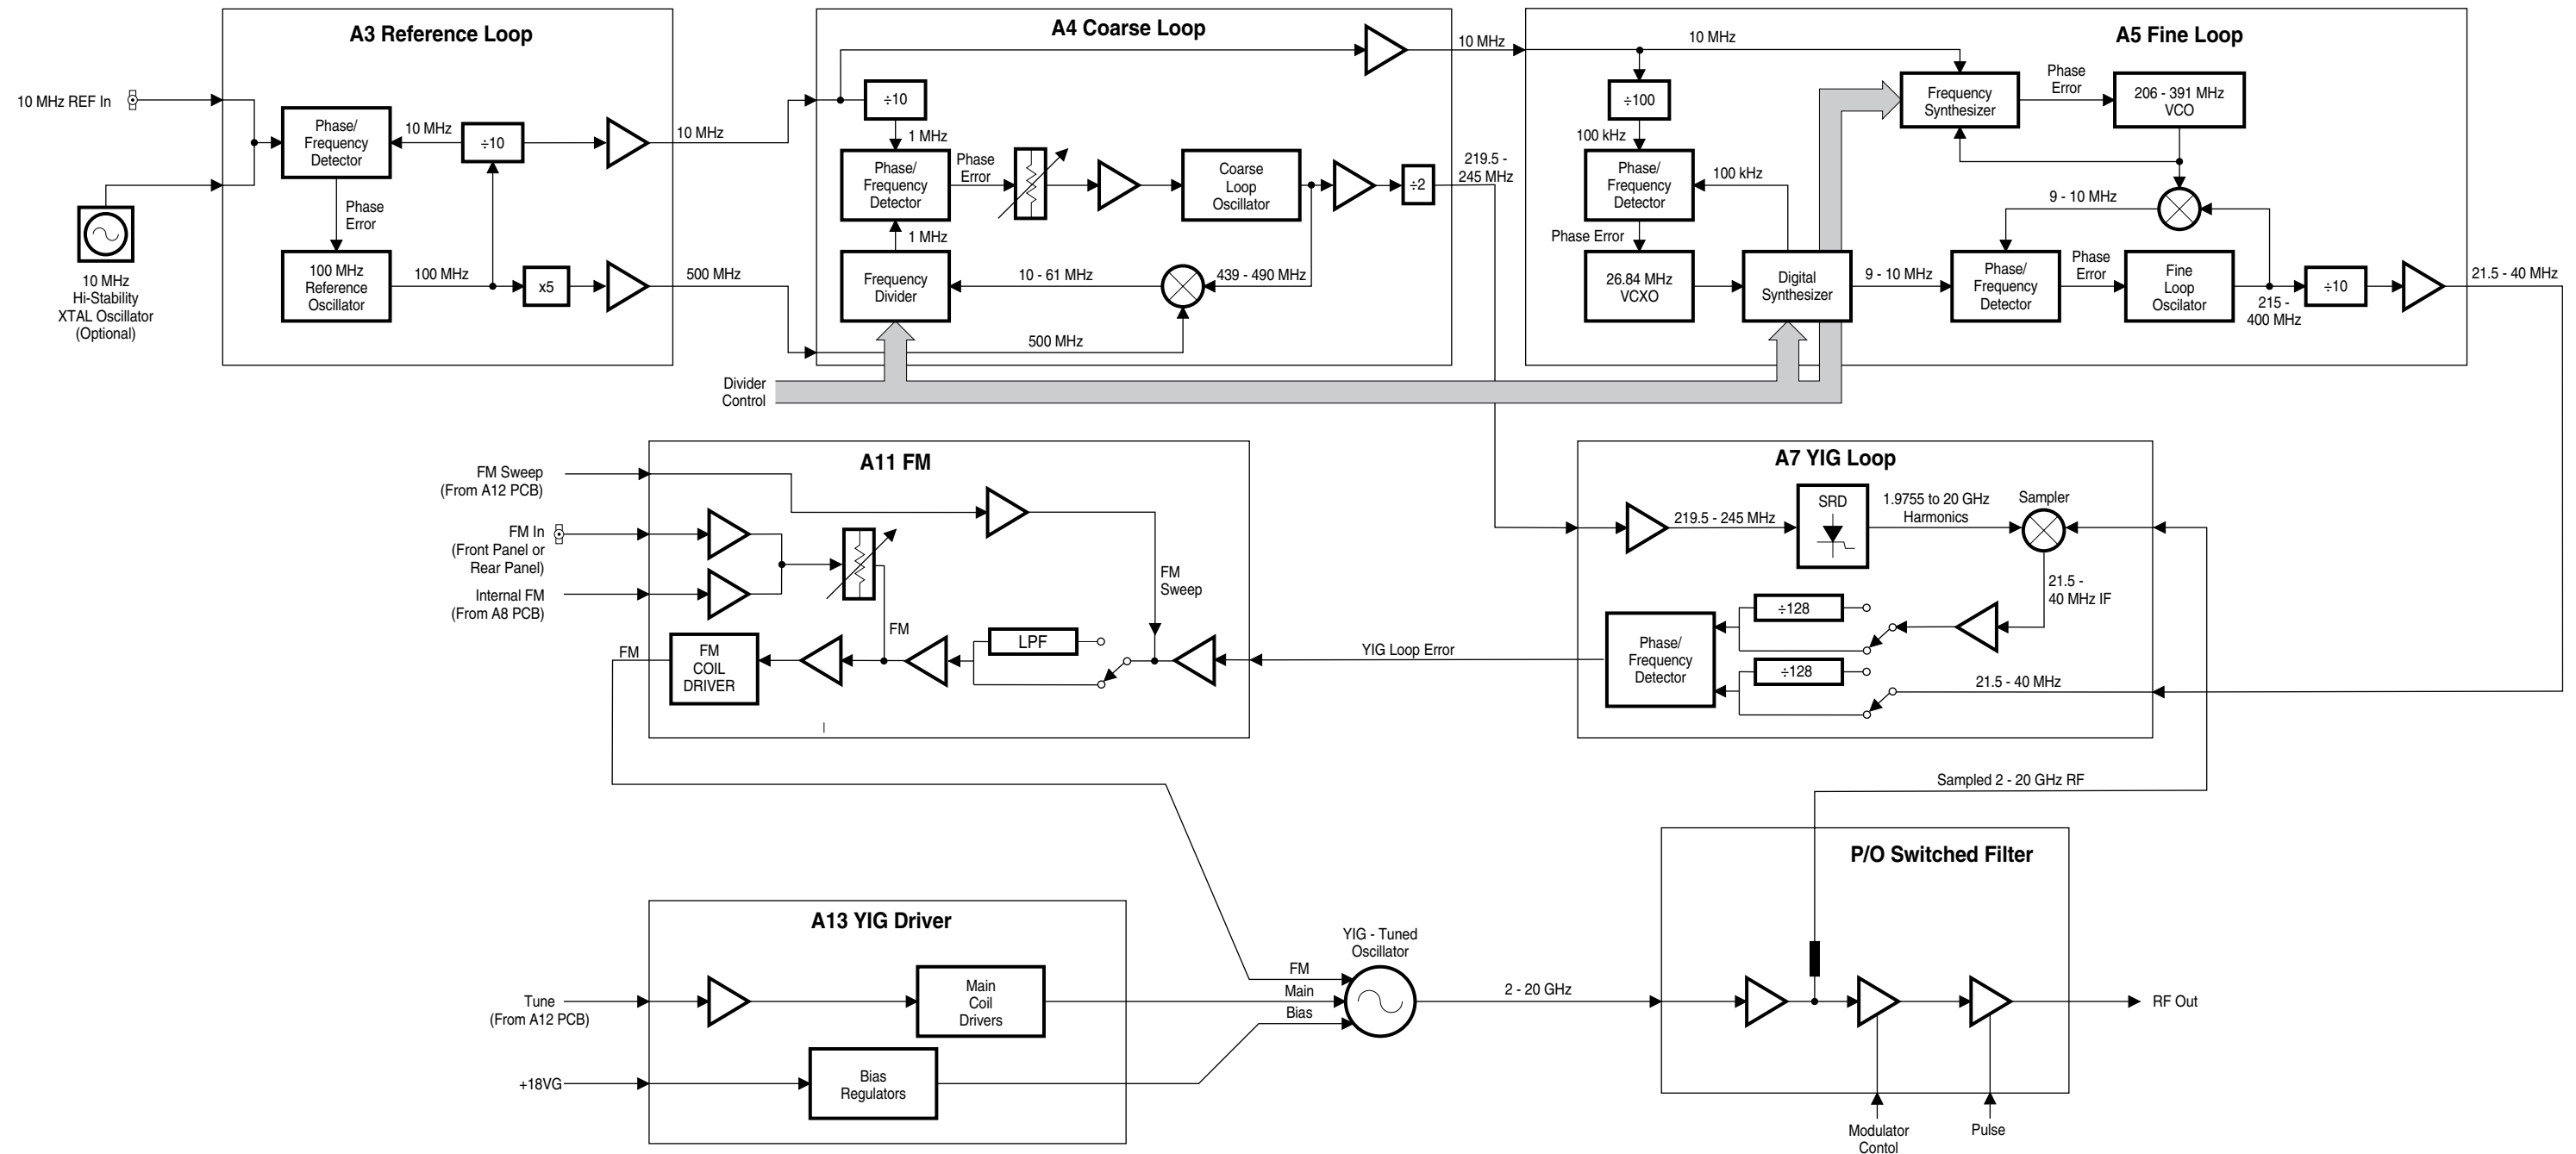 A3 Reference Loop
10 MHz REF In
Phase/
Frequency
Detector
10 MHz
÷10
10 MHz
Phase
Error
10 MHz
Hi-Stability
XTAL Oscillator
(Optional)
100 MHz
Reference
Oscillator
100 MHz
x5
500 MHz
A4 Coarse Loop
10 MHz
÷10
1 MHz
Phase/
Frequency
Detector
Phase
Error
Coarse
Loop
Oscillator
÷2
219.5 -
245 MHz
1 MHz
Frequency
Divider
10 - 61 MHz
439 - 490 MHz
500 MHz
Divider
Control
A5 Fine Loop
10 MHz
÷100
100 kHz
Frequency
Synthesizer
Phase
Error
206 - 391 MHz
VCO
Phase/
Frequency
Detector
100 kHz
9 - 10 MHz
Phase Error
26.84 MHz
VCXO
Digital
Synthesizer
9 - 10 MHz
Phase/
Frequency
Detector
Phase
Error
Fine
Loop
Oscilator
215 -
400 MHz
÷10
21.5 - 40 MHz
A11 FM
FM Sweep
(From A12 PCB)
FM In
(Front Panel or
Rear Panel)
Internal FM
(From A8 PCB)
FM
Sweep
FM
FM
FM
COIL
DRIVER
LPF
YIG Loop Error
A7 YIG Loop
219.5 - 245 MHz
SRD
1.9755 to 20 GHz
Harmonics
Sampler
21.5 -
40 MHz IF
÷128
Phase/
Frequency
Detector
÷128
21.5 - 40 MHz
Sampled 2 - 20 GHz RF
P/O Switched Filter
A13 YIG Driver
Tune
(From A12 PCB)
Main
Coil
Drivers
+18VG
Bias
Regulators
YIG - Tuned
Oscillator
FM
Main
Bias
2 - 20 GHz
RF Out
Modulator
Contol
Pulse